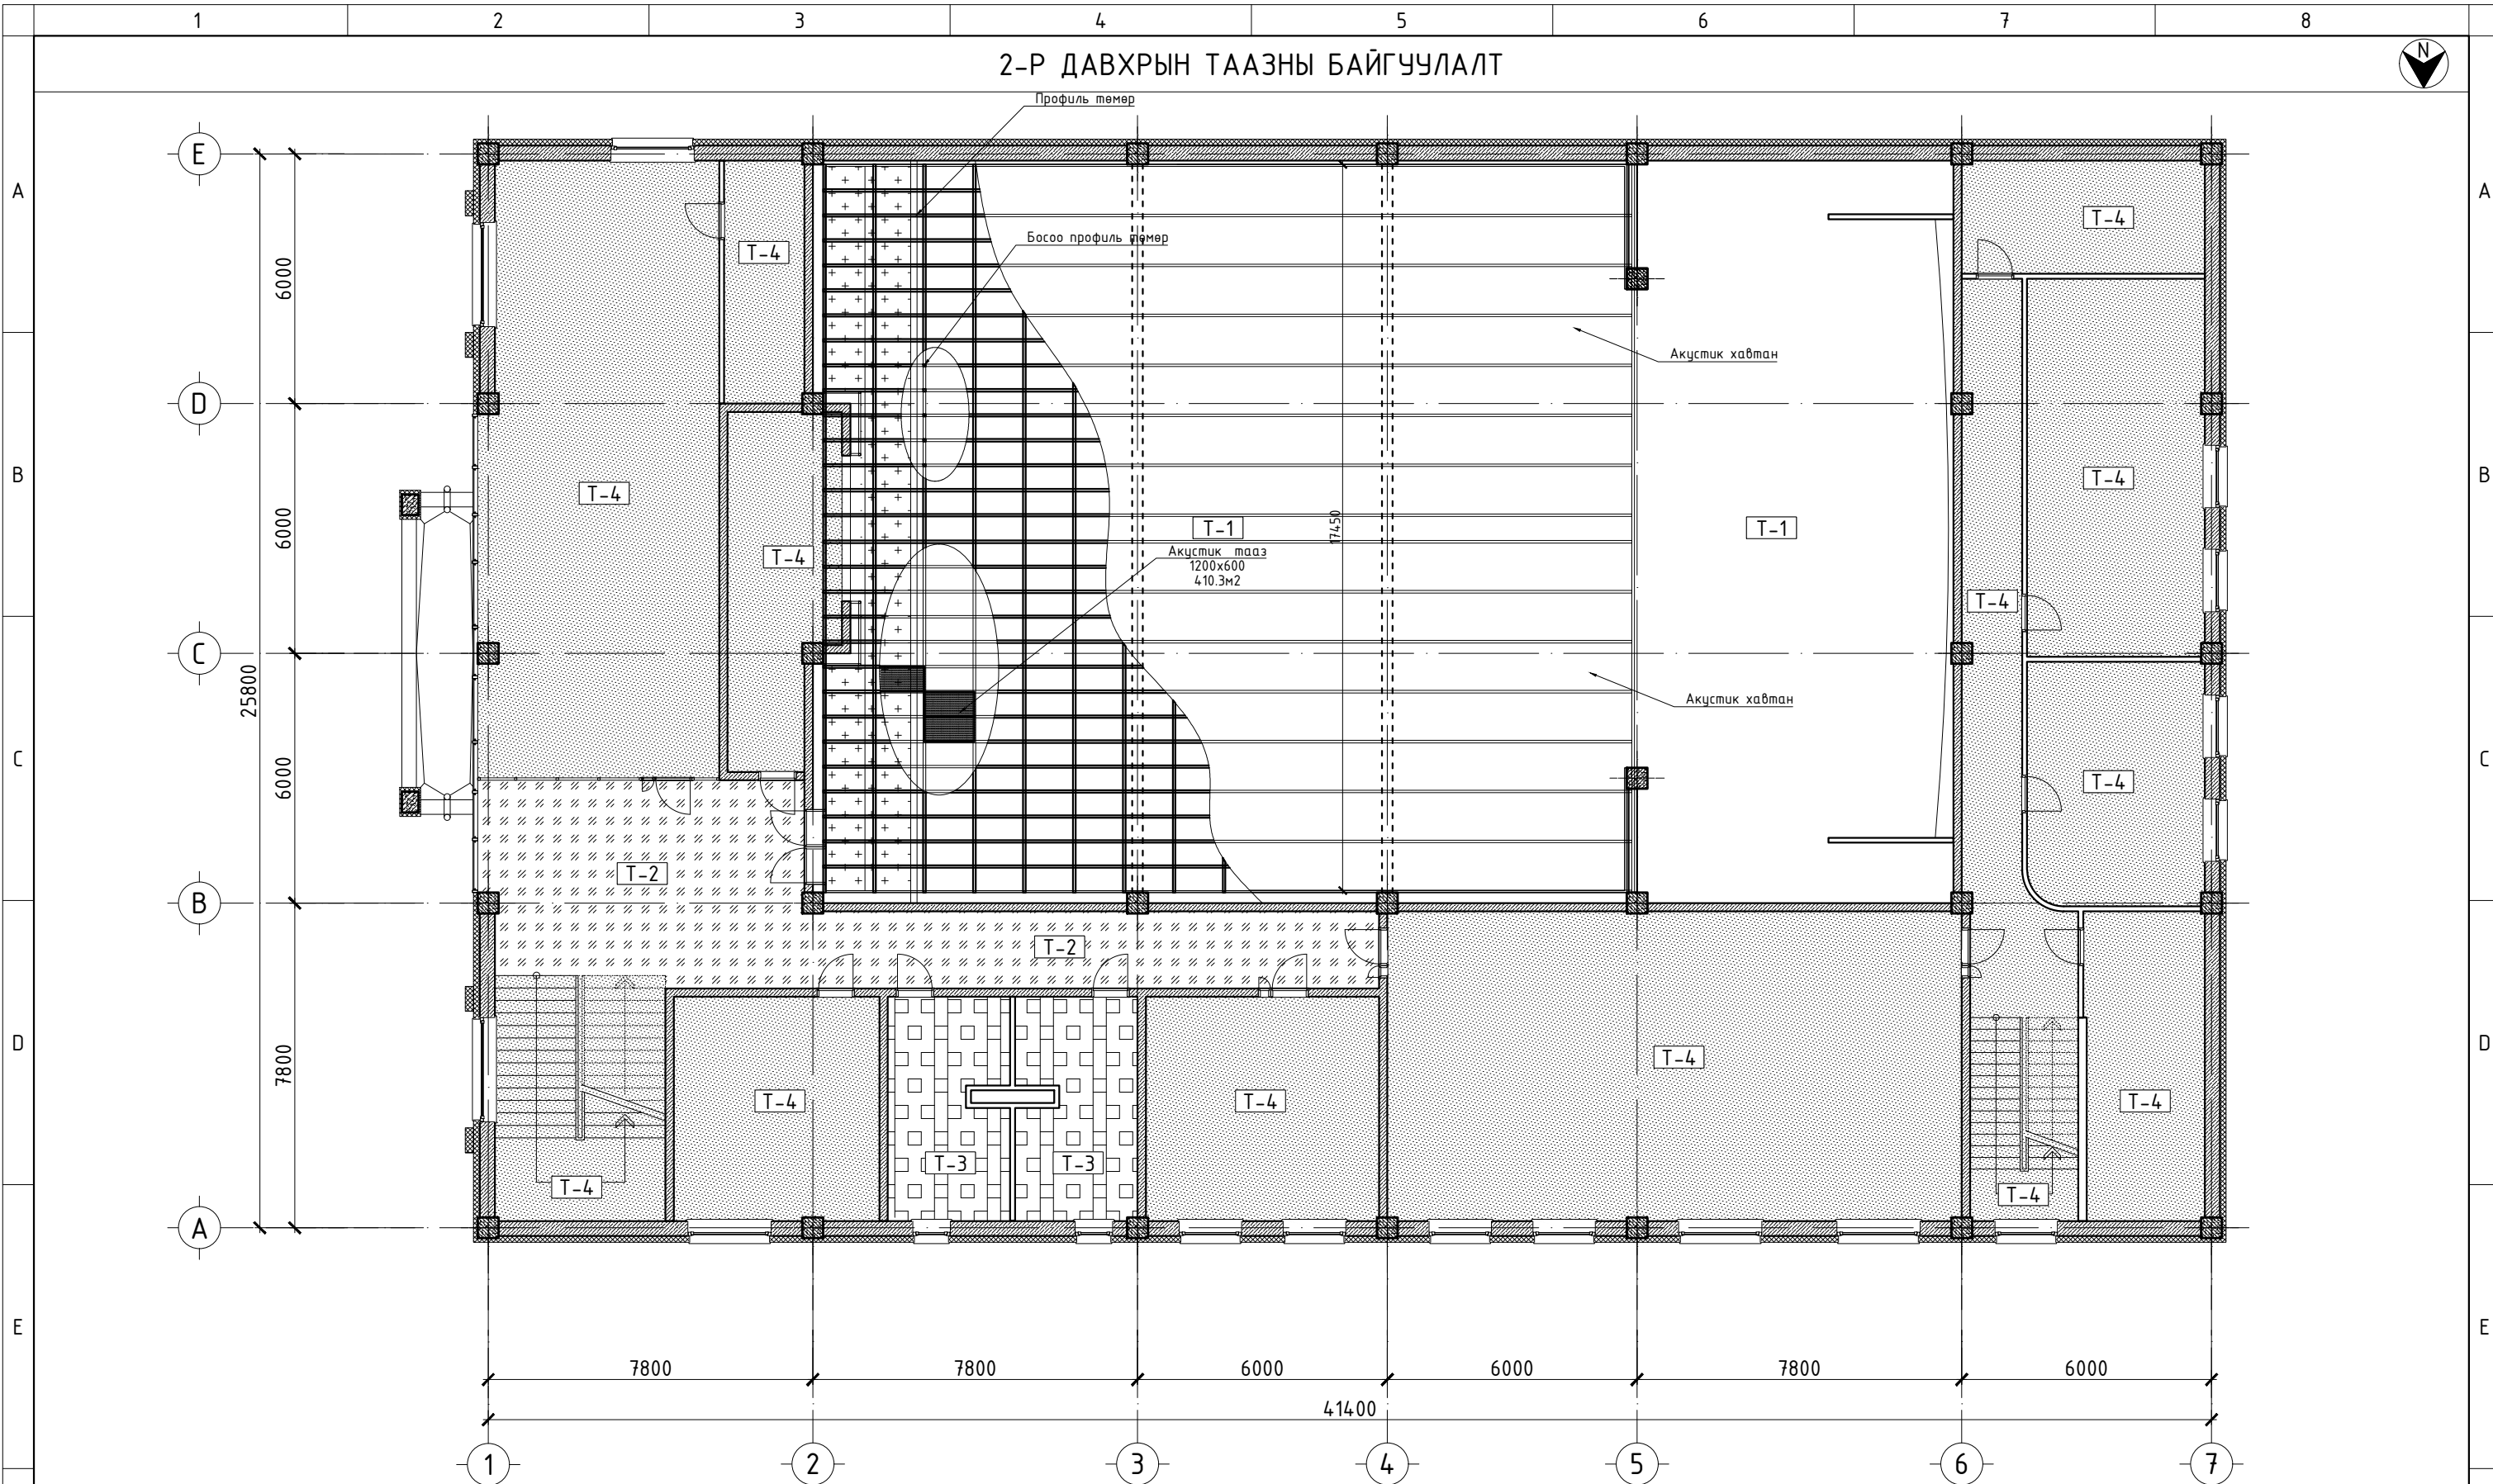 1 2 3 4 5 6 7 8
2-Р ДАВХРЫН ТААЗНЫ БАЙГУУЛАЛТ
N
Профиль төмөр
E
A A
Т-4
Т-4
Босоо профиль төмөр
6000
Акустик хавтан
D
B B
Т-4
Т-4
Т-1
17450
Т-1
6000
Акустик тааз
1200х600
410.3м2
Т-4
Т-4
C
25800
Акустик хавтан
C C
6000
Т-4
Т-2
B
Т-2
D D
7800
Т-4
Т-4
Т-4
Т-4
Т-3
Т-3
Т-4
Т-4
A
E E
7800 7800 6000 6000 7800 6000
41400
1 2 3 4 5 6 7